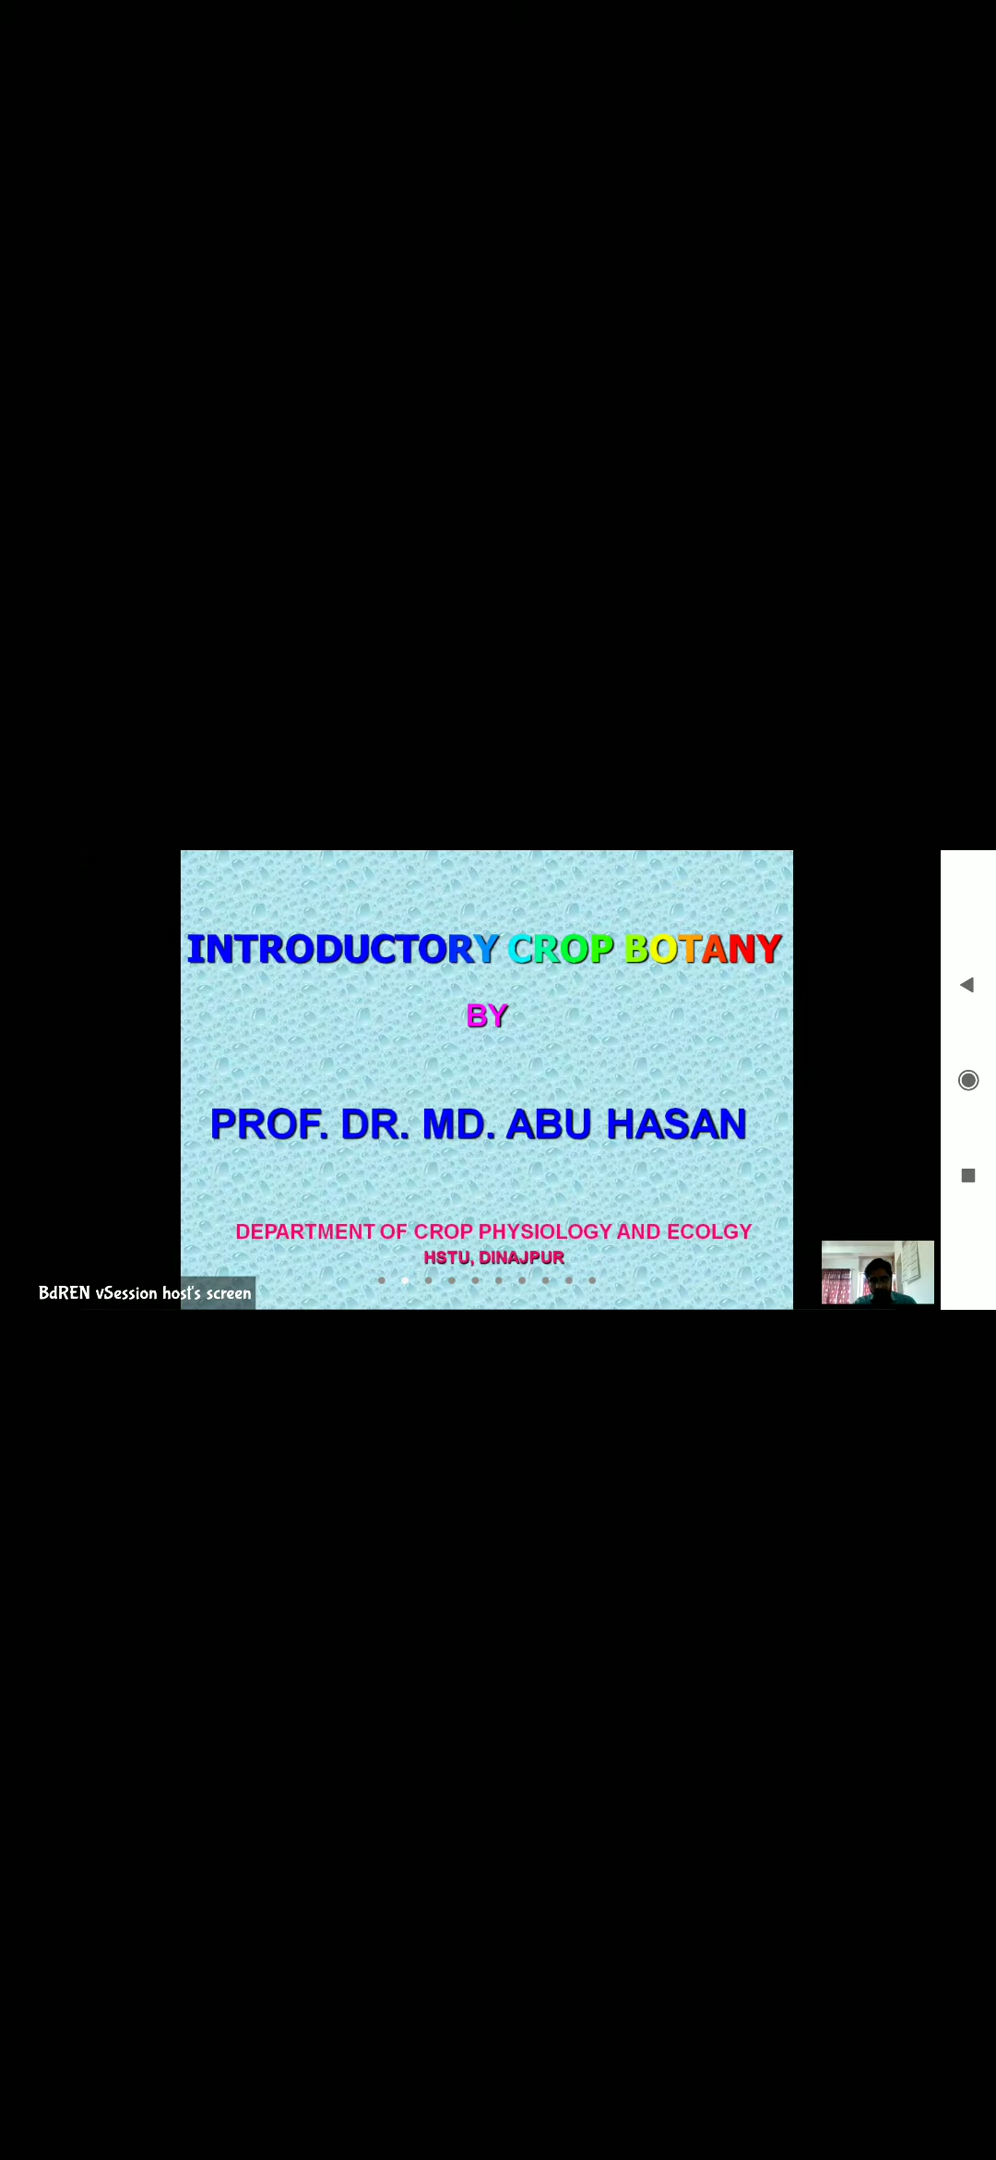 INTRODUCTORY CROP BOTANY
BY
PROF. DR. MD. ABU HASAN
DEPARTMENT OF CROP PHYSIOLOGY AND ECOLGY
HSTU, DINAJPUR
BdREN vSession host's screen